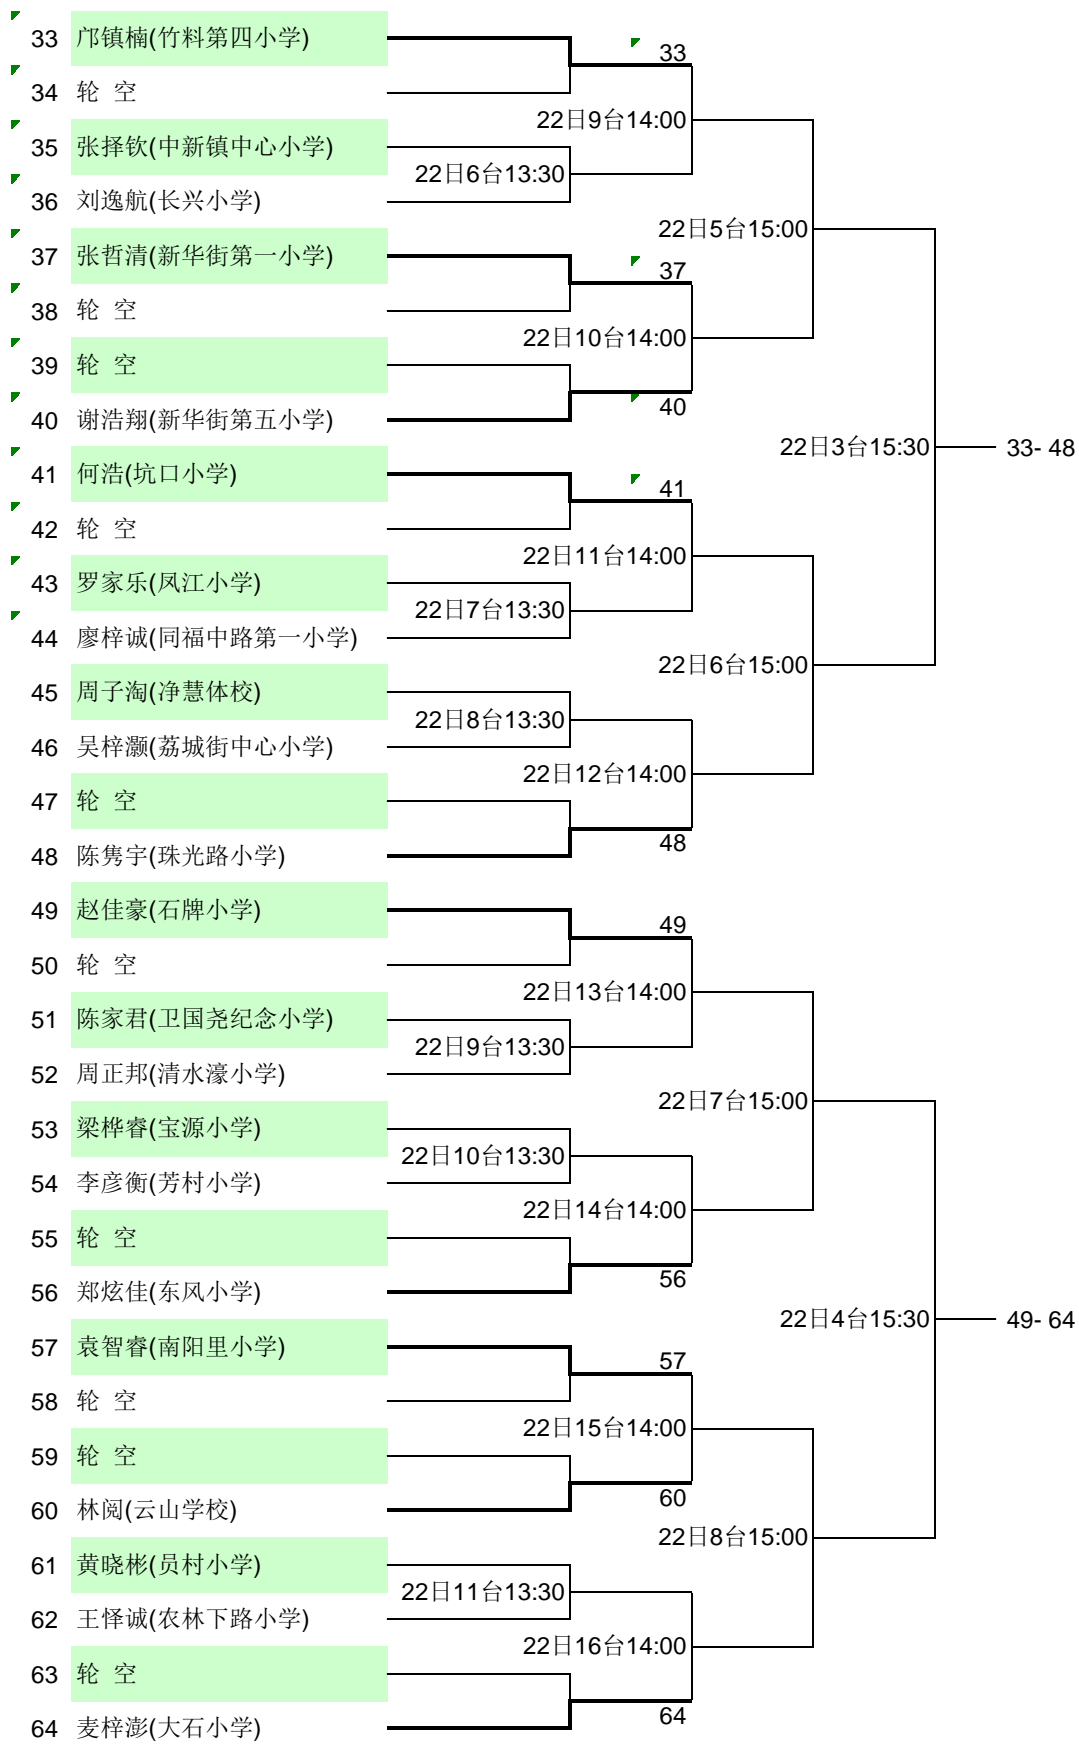 33 邝镇楠(竹料第四小学)
33
34 轮 空
22日9台14:00
35 张择钦(中新镇中心小学)
22日6台13:30
36 刘逸航(长兴小学)
22日5台15:00
37 张哲清(新华街第一小学)
37
38 轮 空
22日10台14:00
39 轮 空
40
40 谢浩翔(新华街第五小学)
22日3台15:30 33- 48
41 何浩(坑口小学)
41
42 轮 空
22日11台14:00
43 罗家乐(凤江小学)
22日7台13:30
44 廖梓诚(同福中路第一小学)
22日6台15:00
45 周子淘(净慧体校)
22日8台13:30
46 吴梓灏(荔城街中心小学)
22日12台14:00
47 轮 空
48
48 陈隽宇(珠光路小学)
49 赵佳豪(石牌小学)
49
50 轮 空
22日13台14:00
51 陈家君(卫国尧纪念小学)
22日9台13:30
52 周正邦(清水濠小学)
22日7台15:00
53 梁桦睿(宝源小学)
22日10台13:30
54 李彦衡(芳村小学)
22日14台14:00
55 轮 空
56
56 郑炫佳(东风小学)
22日4台15:30 49- 64
57 袁智睿(南阳里小学)
57
58 轮 空
22日15台14:00
59 轮 空
60
60 林阅(云山学校)
22日8台15:00
61 黄晓彬(员村小学)
22日11台13:30
62 王怿诚(农林下路小学)
22日16台14:00
63 轮 空
64
64 麦梓澎(大石小学)